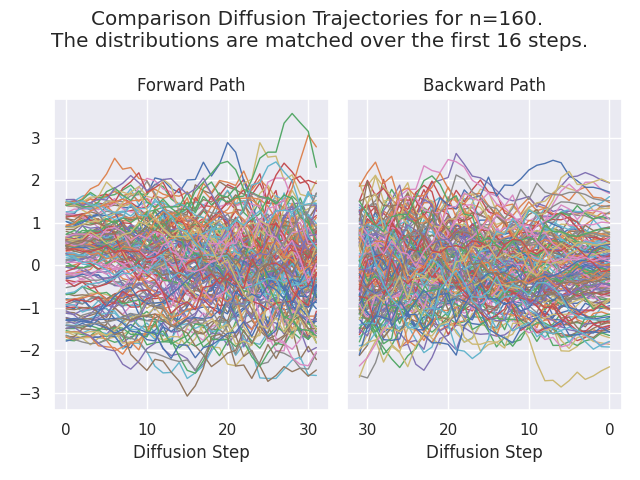 Comparison Diffusion Trajectories for n=160.
The distributions are matched over the first 16 steps.
Forward Path
Backward Path
3
2
1
0
−1
−2
−3
0 10 20 30
30 20 10 0
Diffusion Step
Diffusion Step